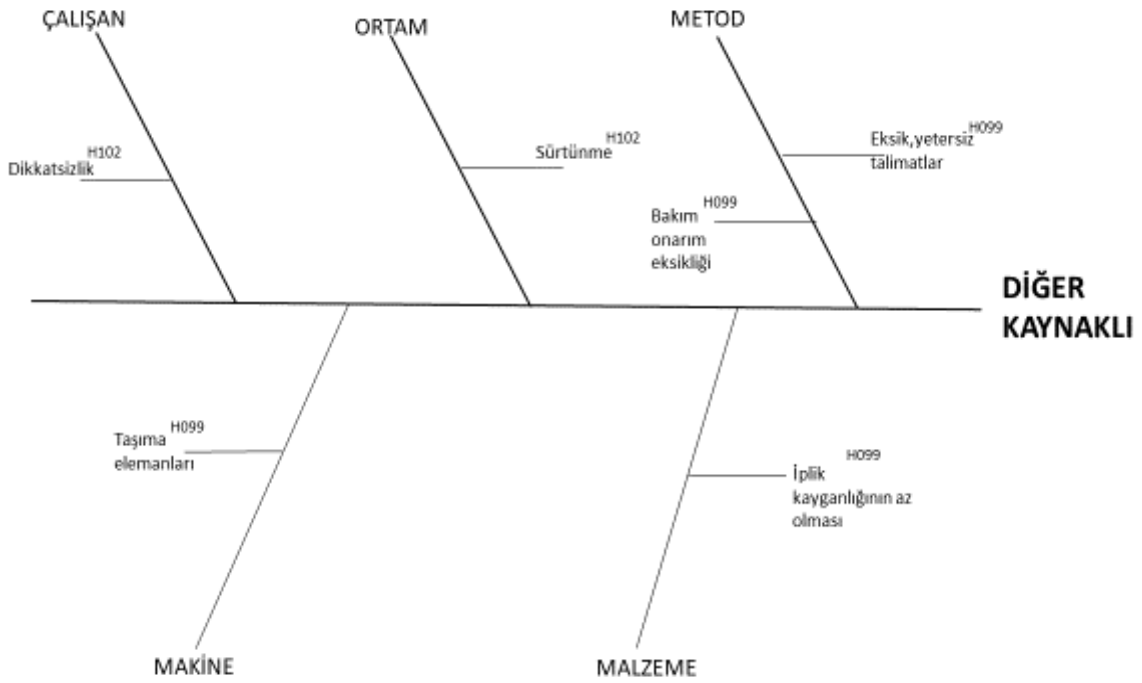 ÇALIŞAN
ORTAM
METOD
H102
Dikkatsizlik
H102
Sürtünme
H099
Eksik,yetersiz
talimatlar
H099
Bakım
onarım
eksikliği
DİĞER
KAYNAKLI
H099
Taşıma
elemanları
H099
İplik
kayganlığının az
olması
MAKİNE
MALZEME